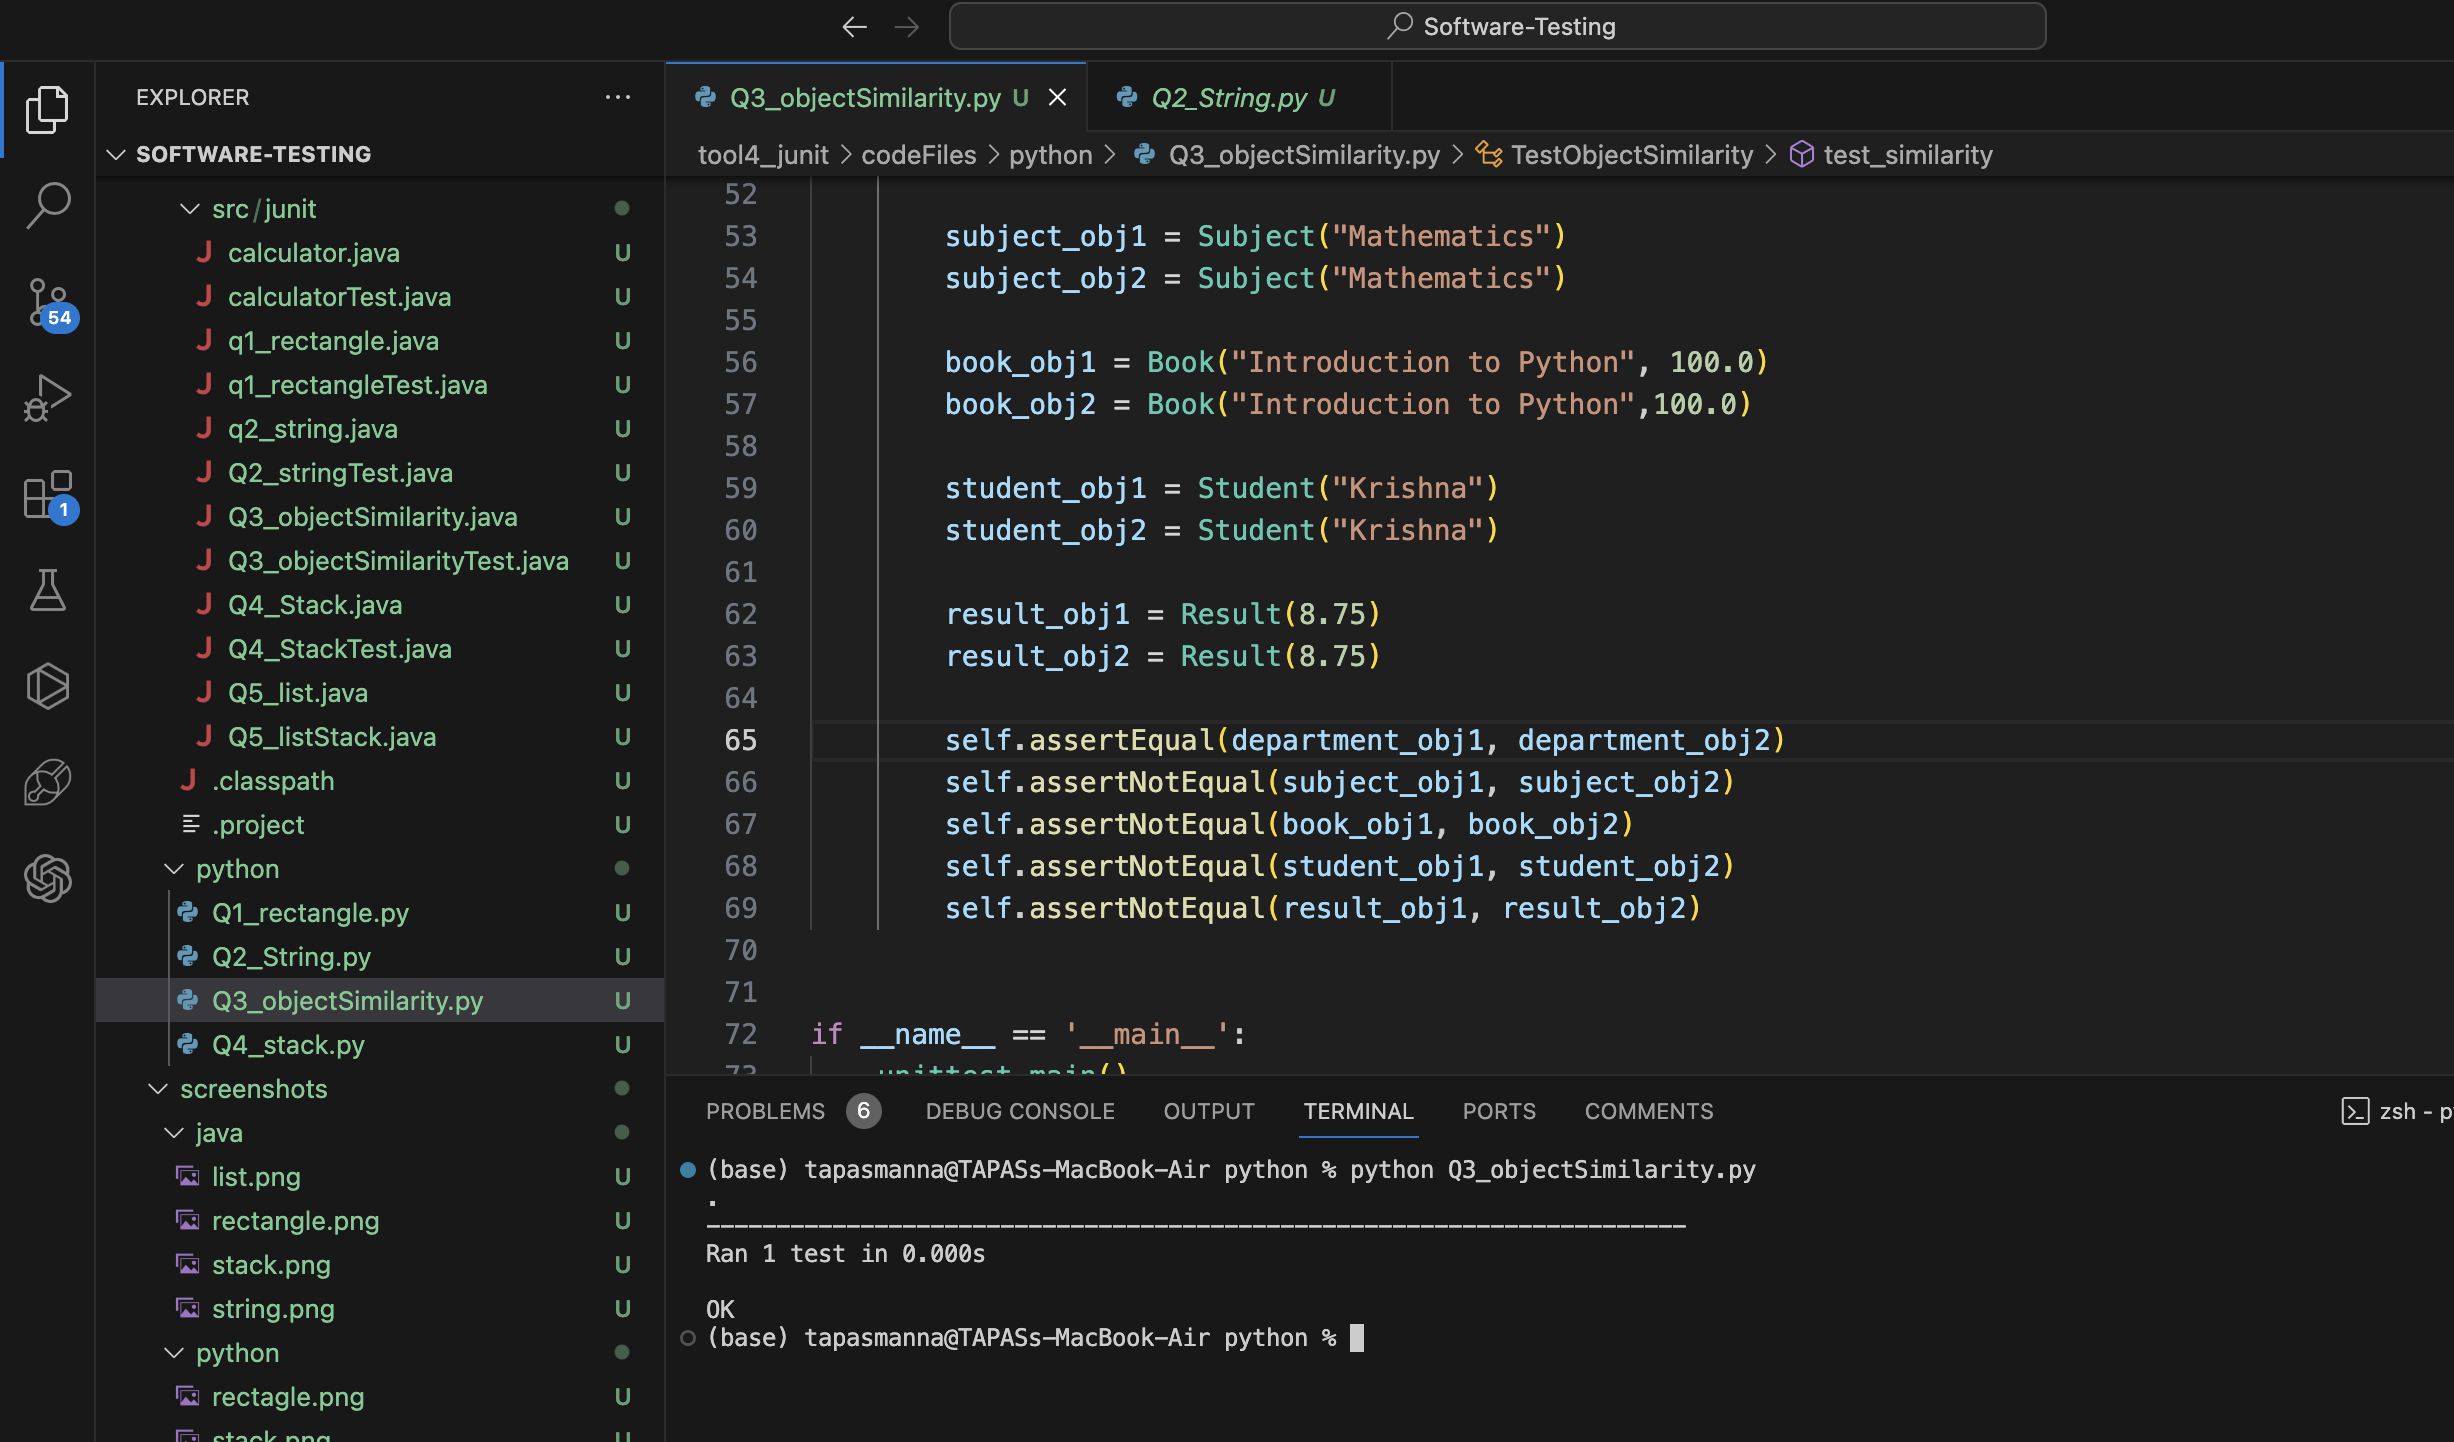 Software-Testing
EXPLORER
SOFTWARE-TESTING
src/junit
calculator.java U
calculatorTest.java U
q1_rectangle.java U
q1_rectangleTest.java U
q2_string.java U
Q2_stringTest.java U
Q3_objectSimilarity.java U
Q3_objectSimilarityTest.java U
Q4_Stack.java U
Q4_StackTest.java U
Q5_list.java U
Q5_listStack.java U
.classpath U
.project U
python
Q1_rectangle.py U
Q2_String.py U
Q3_objectSimilarity.py U
Q4_stack.py U
screenshots
java
list.png U
rectangle.png U
stack.png U
string.png U
python
rectagle.png U
stack.png U
54
1
Q3_objectSimilarity.py U
Q2_String.py U
tool4_junit > codeFiles > python > Q3_objectSimilarity.py > TestObjectSimilarity > test_similarity
52
53 subject_obj1 = Subject("Mathematics")
54 subject_obj2 = Subject("Mathematics")
55
56 book_obj1 = Book("Introduction to Python", 100.0)
57 book_obj2 = Book("Introduction to Python",100.0)
58
59 student_obj1 = Student("Krishna")
60 student_obj2 = Student("Krishna")
61
62 result_obj1 = Result(8.75)
63 result_obj2 = Result(8.75)
64
65 self.assertEqual(department_obj1, department_obj2)
66 self.assertNotEqual(subject_obj1, subject_obj2)
67 self.assertNotEqual(book_obj1, book_obj2)
68 self.assertNotEqual(student_obj1, student_obj2)
69 self.assertNotEqual(result_obj1, result_obj2)
70
71
72 if __name__ == '__main__':
73 unittest.main()
PROBLEMS 6 DEBUG CONSOLE OUTPUT TERMINAL PORTS COMMENTS
zsh - py
(base) tapasmanna@TAPASs-MacBook-Air python % python Q3_objectSimilarity.py
.
----------------------------------------------------------------------
Ran 1 test in 0.000s
OK
(base) tapasmanna@TAPASs-MacBook-Air python %